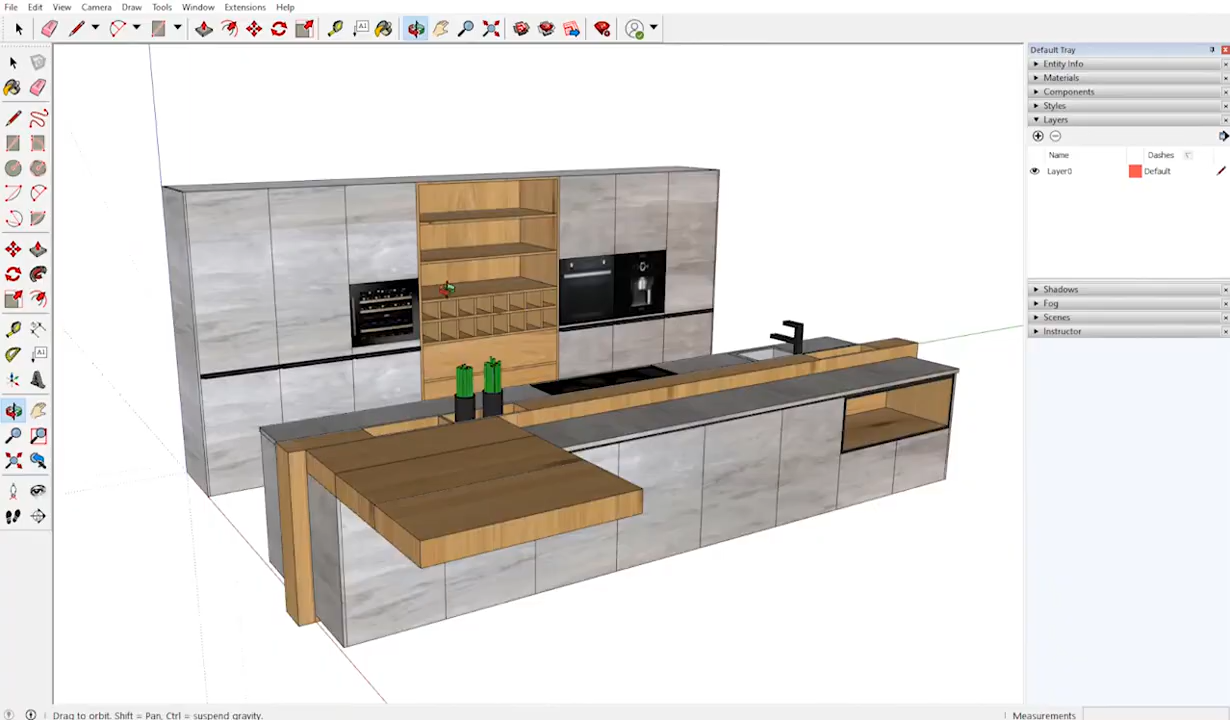 File Edit View Camera Draw Tools Window Extensions Help
Default Tray
Entity Info
Materials
Components
Styles
Layers
Name Dashes
Layer0 Default
Shadows
Fog
Scenes
Instructor
Drag to orbit. Shift = Pan, Ctrl = suspend gravity.
Measurements